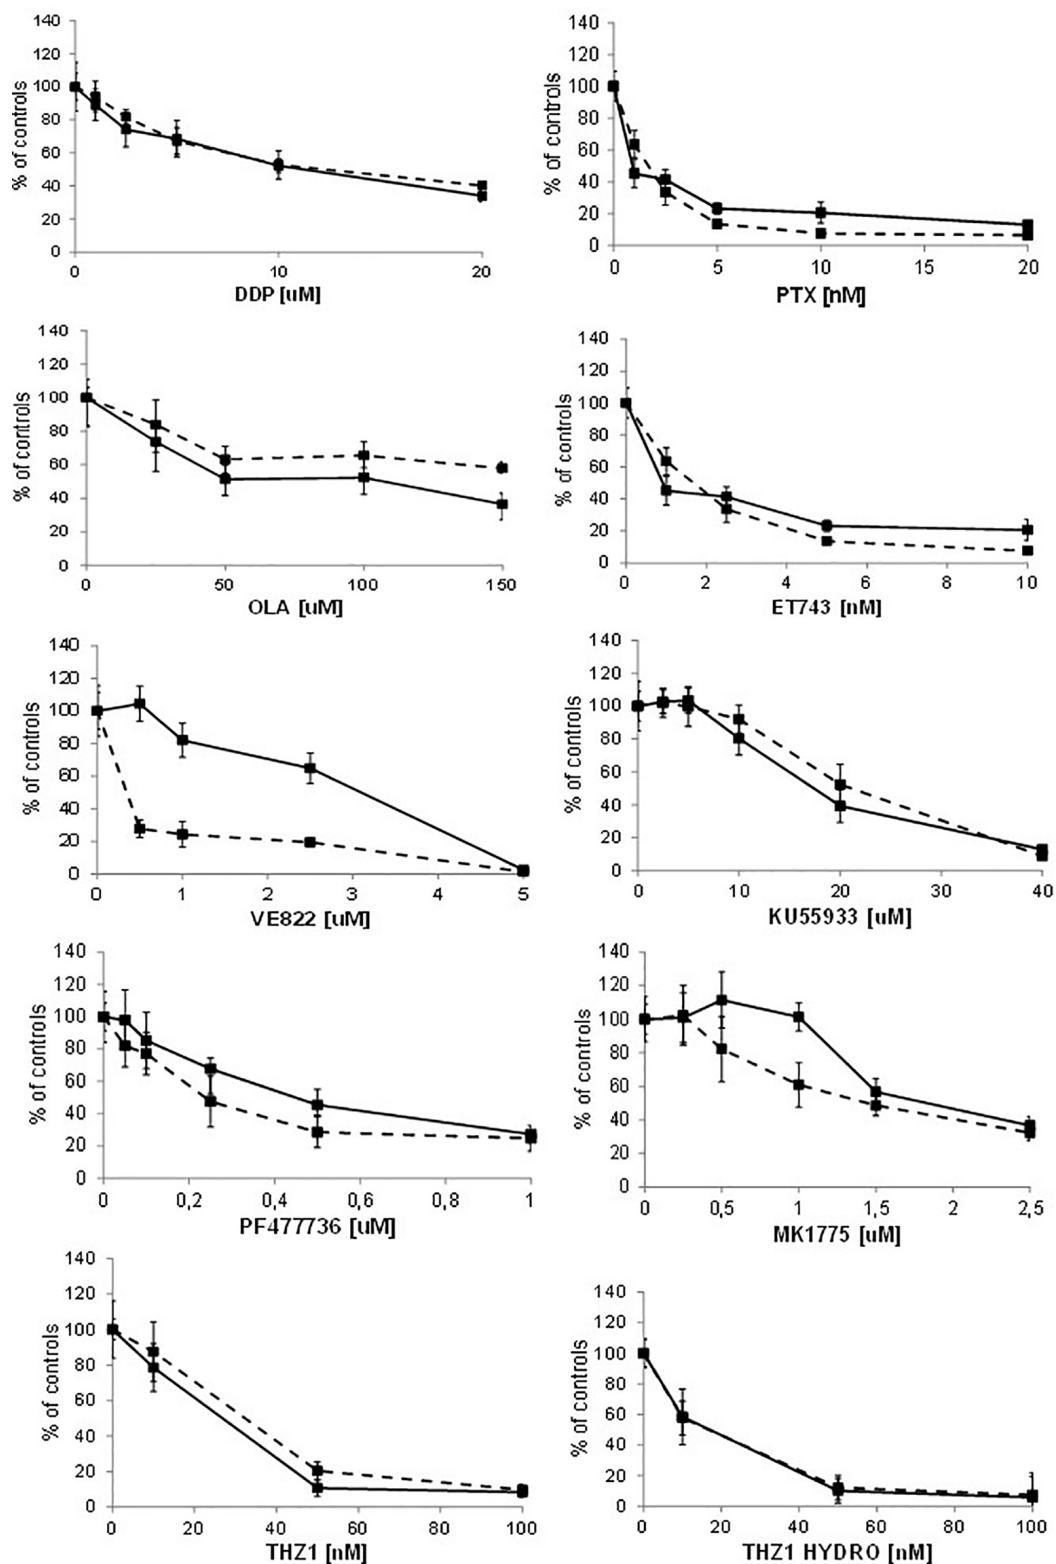 140
120
100
80
60
40
20
0
% of controls
0 10 20
DDP [uM]
140
120
100
80
60
40
20
0
% of controls
0 5 10 15 20
PTX [nM]
140
120
100
80
60
40
20
0
% of controls
0 50 100 150
OLA [uM]
140
120
100
80
60
40
20
0
% of controls
0 2 4 6 8 10
ET743 [nM]
140
120
100
80
60
40
20
0
% of controls
0 1 2 3 4 5
VE822 [uM]
140
120
100
80
60
40
20
0
% of controls
0 10 20 30 40
KU55933 [uM]
140
120
100
80
60
40
20
0
% of controls
0 0,2 0,4 0,6 0,8 1
PF477736 [uM]
140
120
100
80
60
40
20
0
% of controls
0 0,5 1 1,5 2 2,5
MK1775 [uM]
140
120
100
80
60
40
20
0
% of controls
0 20 40 60 80 100
THZ1 [nM]
140
120
100
80
60
40
20
0
% of controls
0 20 40 60 80 100
THZ1 HYDRO [nM]